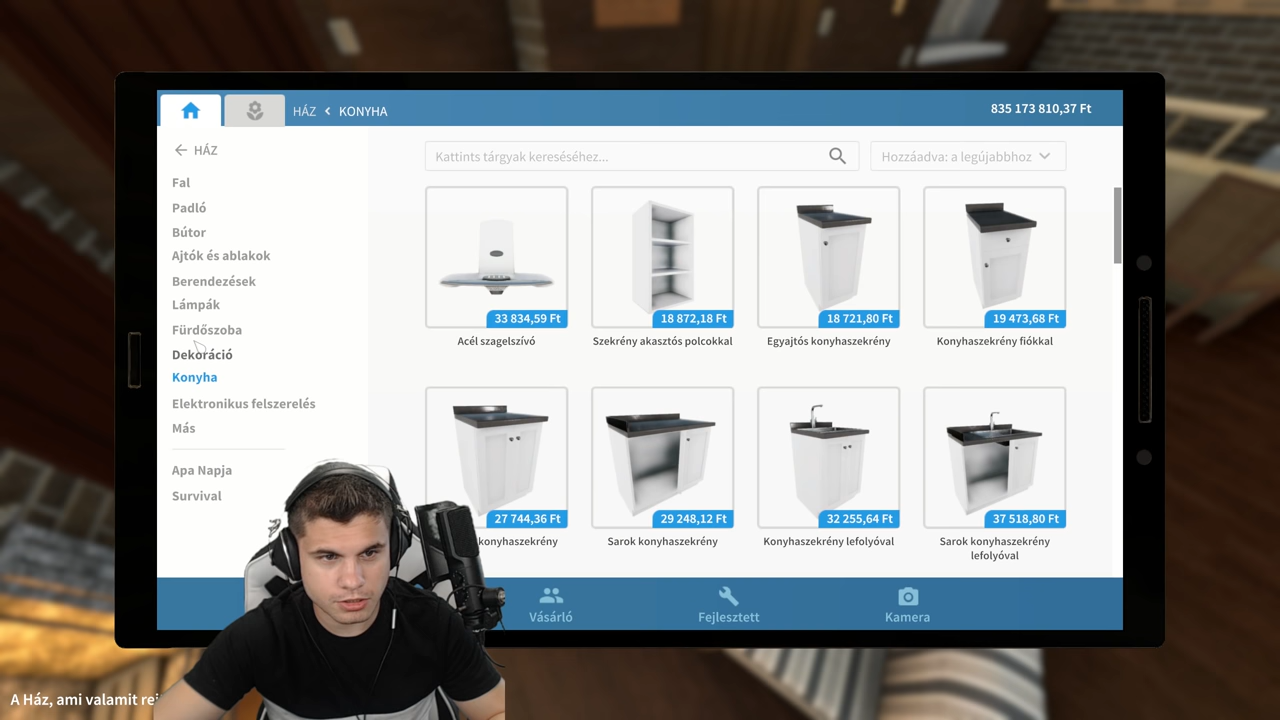 HÁZ < KONYHA
835 173 810,37 Ft
HÁZ
Kattints tárgyak kereséséhez...
Hozzáadva: a legújabbhoz
Fal
Padló
Bútor
Ajtók és ablakok
Berendezések
Lámpák
Fürdőszoba
Dekoráció
Konyha
Elektronikus felszerelés
Más
Apa Napja
Survival
33 834,59 Ft
18 872,18 Ft
18 721,80 Ft
19 473,68 Ft
Acél szagelszívó
Szekrény akasztós polcokkal
Egyajtós konyhaszekrény
Konyhaszekrény fiókkal
27 744,36 Ft
29 248,12 Ft
32 255,64 Ft
37 518,80 Ft
konyhaszekrény
Sarok konyhaszekrény
Konyhaszekrény lefolyóval
Sarok konyhaszekrény
lefolyóval
Vásárló
Fejlesztett
Kamera
A Ház, ami valamit